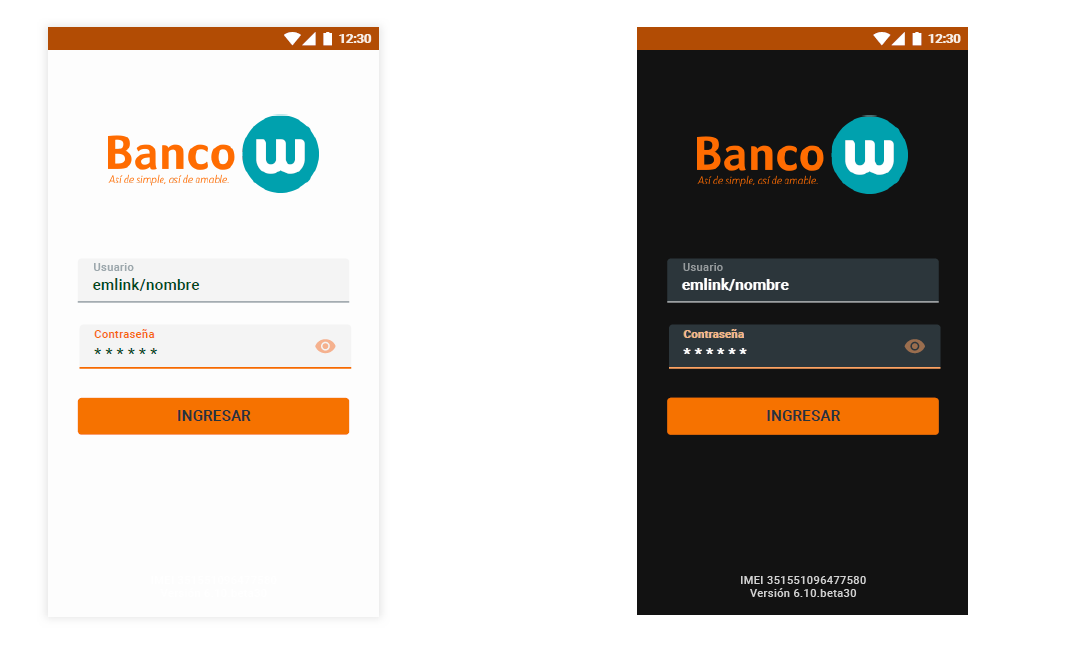 12:30
Banco W
Así de simple, así de amable.
Usuario
emlink/nombre
Contraseña
******
INGRESAR
12:30
Banco W
Así de simple, así de amable.
Usuario
emlink/nombre
Contraseña
******
INGRESAR
IMEI 351551096477580
Versión 6.10.beta30